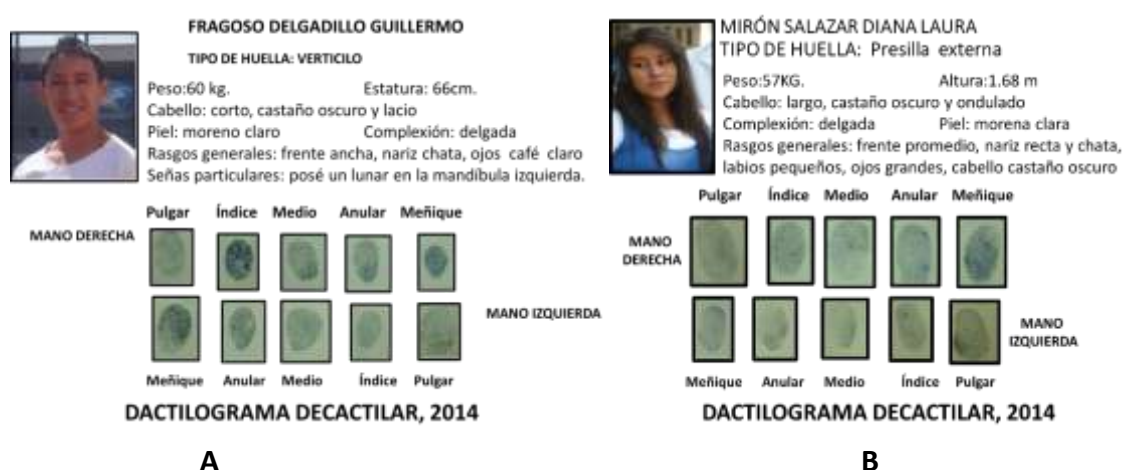 FRAGOSO DELGADILLO GUILLERMO
TIPO DE HUELLA: VERTICILO
Peso:60 kg. Estatura: 66cm.
Cabello: corto, castaño oscuro y lacio
Piel: moreno claro Complexión: delgada
Rasgos generales: frente ancha, nariz chata, ojos café claro
Señas particulares: posé un lunar en la mandíbula izquierda.
Pulgar Índice Medio Anular Meñique
MANO DERECHA
MANO IZQUIERDA
Meñique Anular Medio Índice Pulgar
DACTILOGRAMA DECACTILAR, 2014
A
MIRÓN SALAZAR DIANA LAURA
TIPO DE HUELLA: Presilla externa
Peso:57KG. Altura:1.68 m
Cabello: largo, castaño oscuro y ondulado
Complexión: delgada Piel: morena clara
Rasgos generales: frente promedio, nariz recta y chata,
labios pequeños, ojos grandes, cabello castaño oscuro
Pulgar Índice Medio Anular Meñique
MANO
DERECHA
MANO
IZQUIERDA
Meñique Anular Medio Índice Pulgar
DACTILOGRAMA DECACTILAR, 2014
B